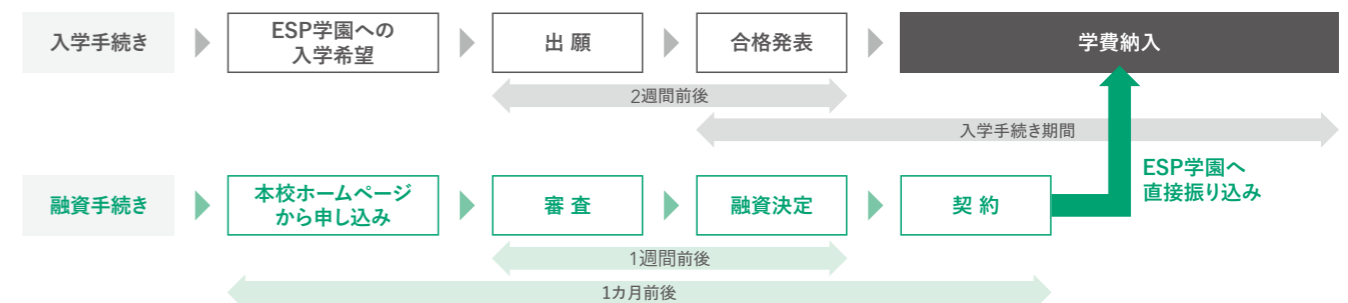 入学手続き
ESP学園への
入学希望
出 願
合格発表
学費納入
2週間前後
入学手続き期間
融資手続き
本校ホームページ
から申し込み
審 査
融資決定
契 約
ESP学園へ
直接振り込み
1週間前後
1カ月前後